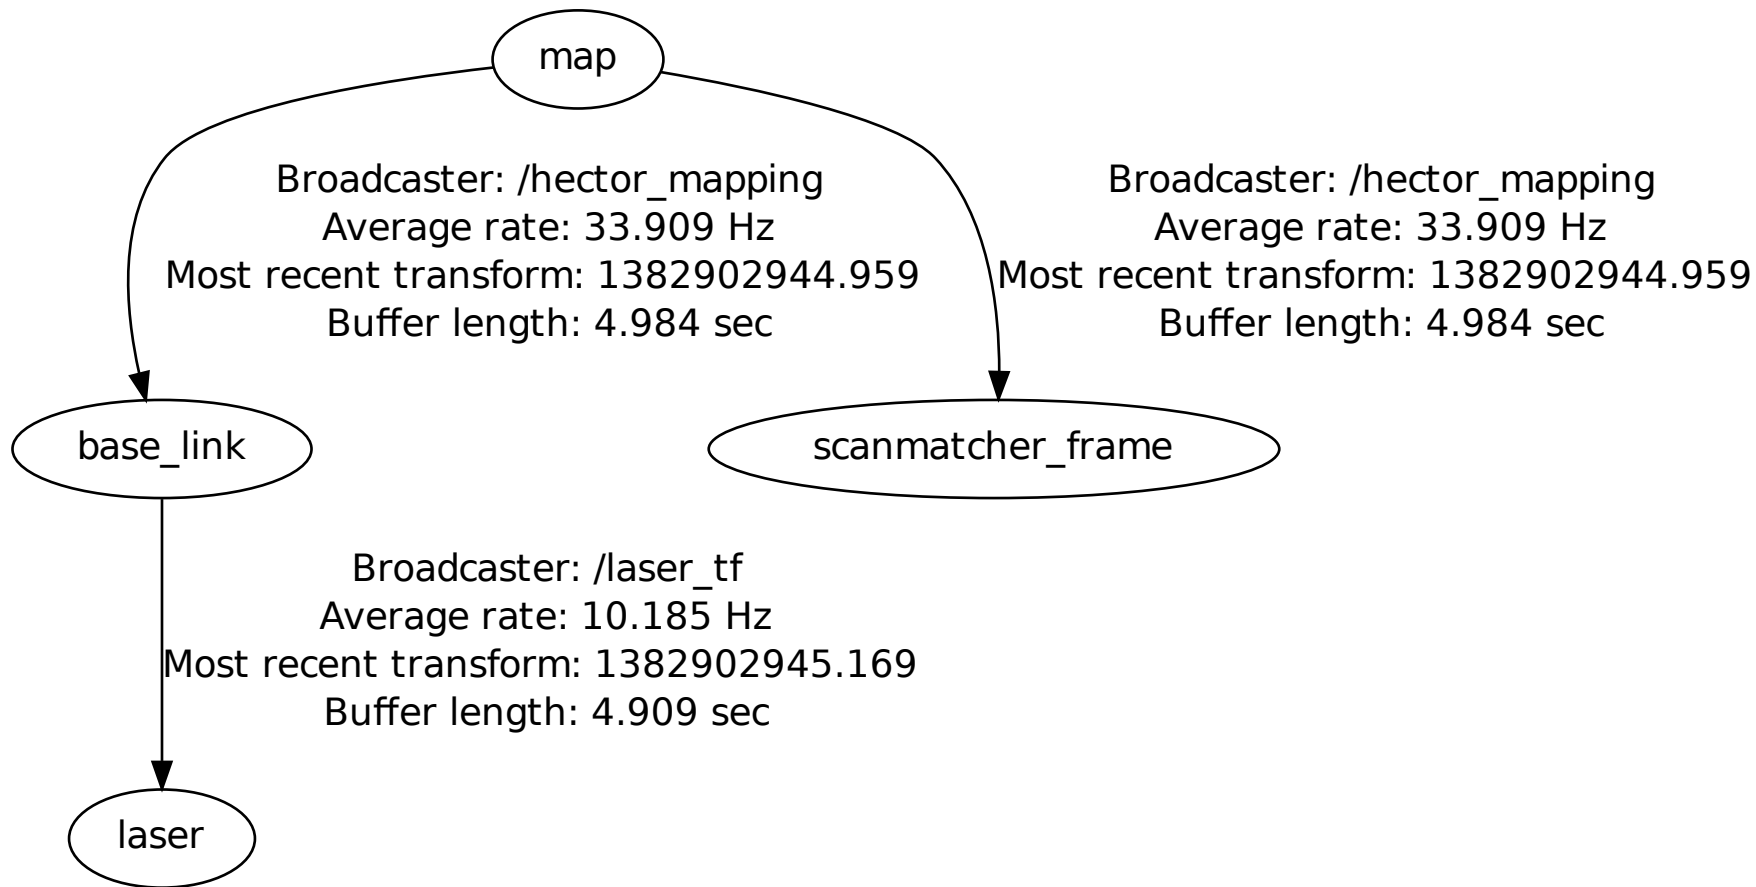 map
Broadcaster: /hector_mapping
Average rate: 33.909 Hz
Most recent transform: 1382902944.959
Buffer length: 4.984 sec
Broadcaster: /hector_mapping
Average rate: 33.909 Hz
Most recent transform: 1382902944.959
Buffer length: 4.984 sec
base_link
scanmatcher_frame
Broadcaster: /laser_tf
Average rate: 10.185 Hz
Most recent transform: 1382902945.169
Buffer length: 4.909 sec
laser